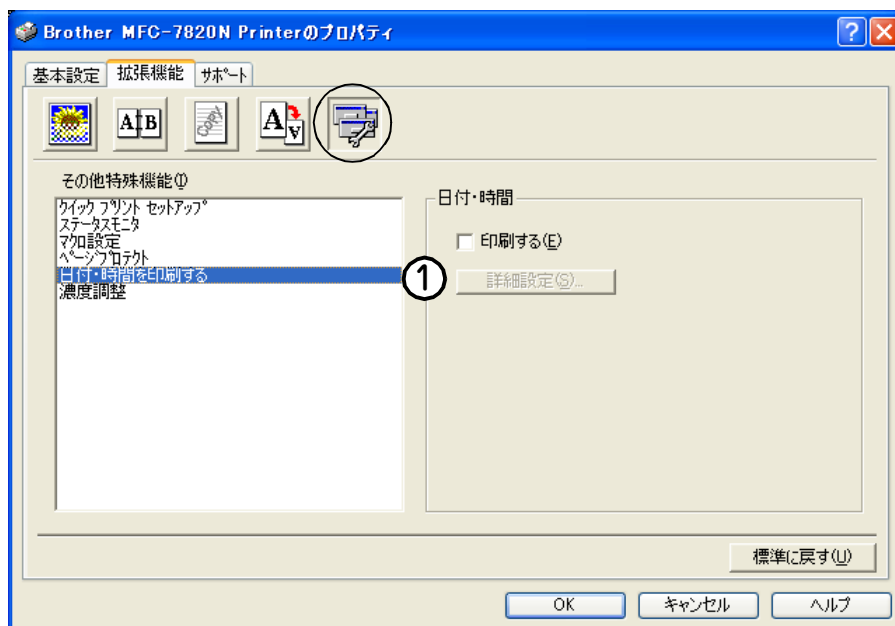 Brother MFC-7820N Printerのプロパティ
基本設定 拡張機能 サポート
A B
COPY
A A
その他特殊機能(I)
クイック プリント セットアップ
ステータスモニタ
マクロ設定
ページプロテクト
日付・時間を印刷する
濃度調整
日付・時間
印刷する(E)
① 詳細設定(S)...
標準に戻す(U)
OK キャンセル ヘルプ